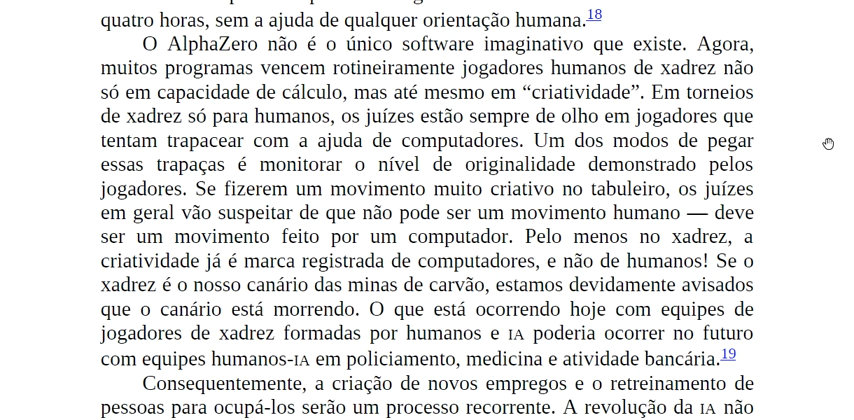 quatro horas, sem a ajuda de qualquer orientação humana.18
O AlphaZero não é o único software imaginativo que existe. Agora,
muitos programas vencem rotineiramente jogadores humanos de xadrez não
só em capacidade de cálculo, mas até mesmo em “criatividade”. Em torneios
de xadrez só para humanos, os juízes estão sempre de olho em jogadores que
tentam trapacear com a ajuda de computadores. Um dos modos de pegar
essas trapaças é monitorar o nível de originalidade demonstrado pelos
jogadores. Se fizerem um movimento muito criativo no tabuleiro, os juízes
em geral vão suspeitar de que não pode ser um movimento humano — deve
ser um movimento feito por um computador. Pelo menos no xadrez, a
criatividade já é marca registrada de computadores, e não de humanos! Se o
xadrez é o nosso canário das minas de carvão, estamos devidamente avisados
que o canário está morrendo. O que está ocorrendo hoje com equipes de
jogadores de xadrez formadas por humanos e IA poderia ocorrer no futuro
com equipes humanos-IA em policiamento, medicina e atividade bancária.19
Consequentemente, a criação de novos empregos e o retreinamento de
pessoas para ocupá-los serão um processo recorrente. A revolução da IA não